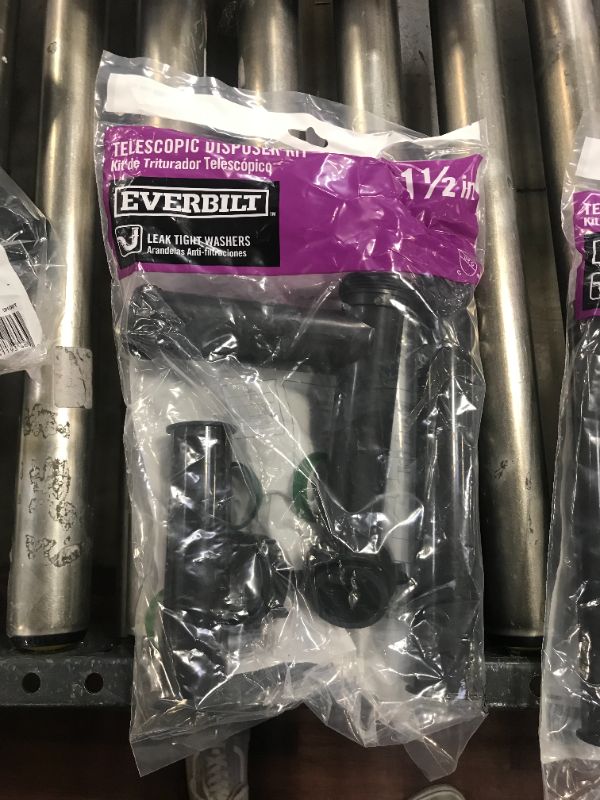 TELESCOPIC DISPOSER KIT
Kit de Triturador Telescópico
1 1/2 in
EVERBILT
LEAK TIGHT WASHERS
Arandelas Anti-filtraciones